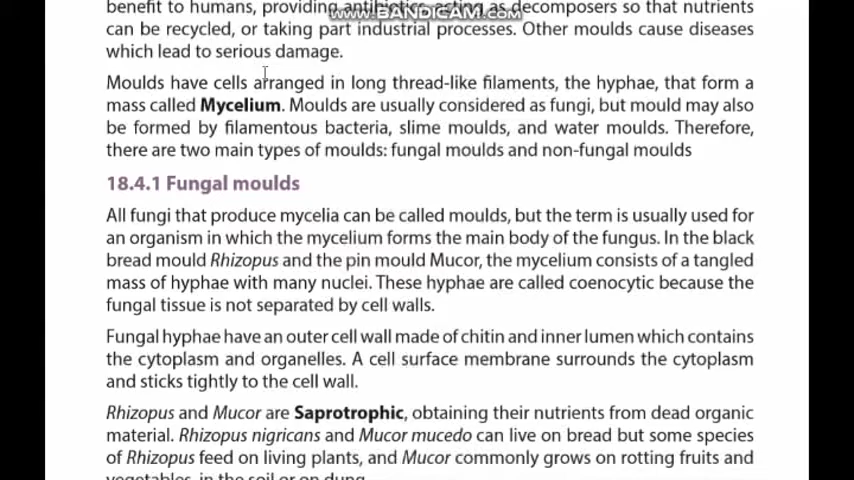 benefit to humans, providing antibiotics, acting as decomposers so that nutrients
www.BANDICAM.com
can be recycled, or taking part industrial processes. Other moulds cause diseases
which lead to serious damage.
Moulds have cells arranged in long thread-like filaments, the hyphae, that form a
mass called Mycelium. Moulds are usually considered as fungi, but mould may also
be formed by filamentous bacteria, slime moulds, and water moulds. Therefore,
there are two main types of moulds: fungal moulds and non-fungal moulds
18.4.1 Fungal moulds
All fungi that produce mycelia can be called moulds, but the term is usually used for
an organism in which the mycelium forms the main body of the fungus. In the black
bread mould Rhizopus and the pin mould Mucor, the mycelium consists of a tangled
mass of hyphae with many nuclei. These hyphae are called coenocytic because the
fungal tissue is not separated by cell walls.
Fungal hyphae have an outer cell wall made of chitin and inner lumen which contains
the cytoplasm and organelles. A cell surface membrane surrounds the cytoplasm
and sticks tightly to the cell wall.
Rhizopus and Mucor are Saprotrophic, obtaining their nutrients from dead organic
material. Rhizopus nigricans and Mucor mucedo can live on bread but some species
of Rhizopus feed on living plants, and Mucor commonly grows on rotting fruits and
vegetables, in the soil or on dung.